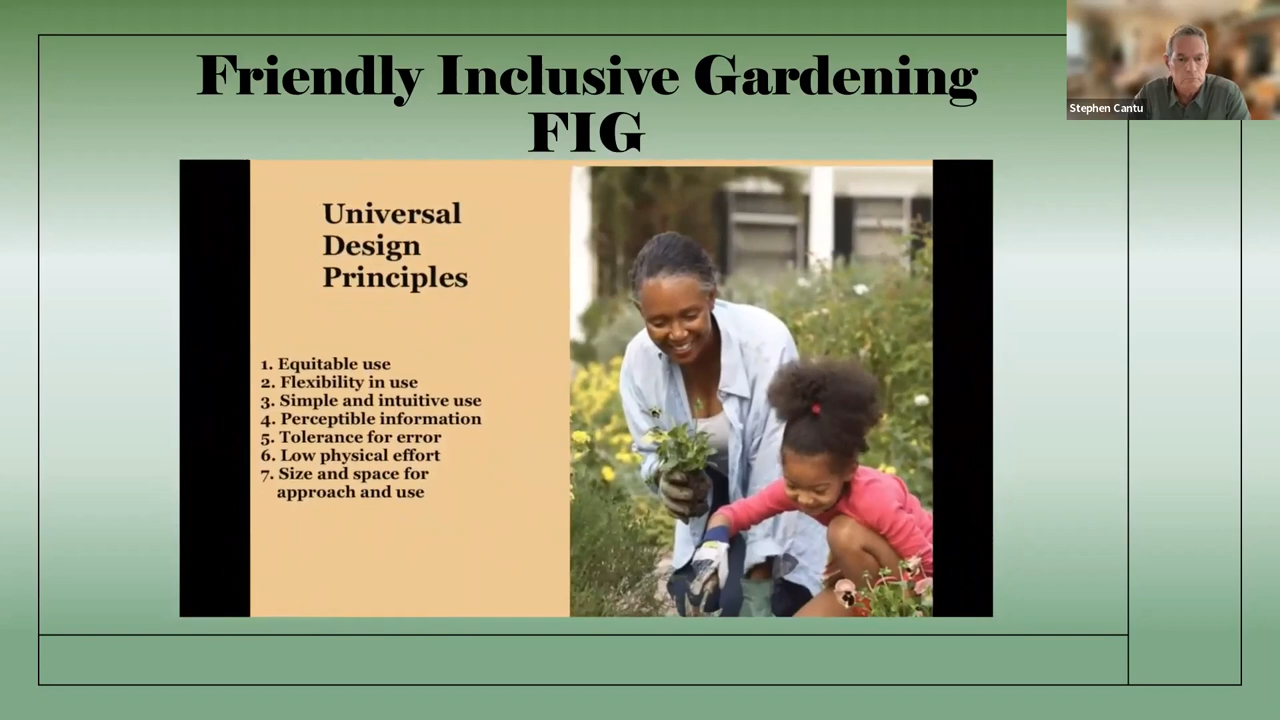 Friendly Inclusive Gardening
FIG
Stephen Cantu
Universal
Design
Principles
1. Equitable use
2. Flexibility in use
3. Simple and intuitive use
4. Perceptible information
5. Tolerance for error
6. Low physical effort
7. Size and space for
approach and use